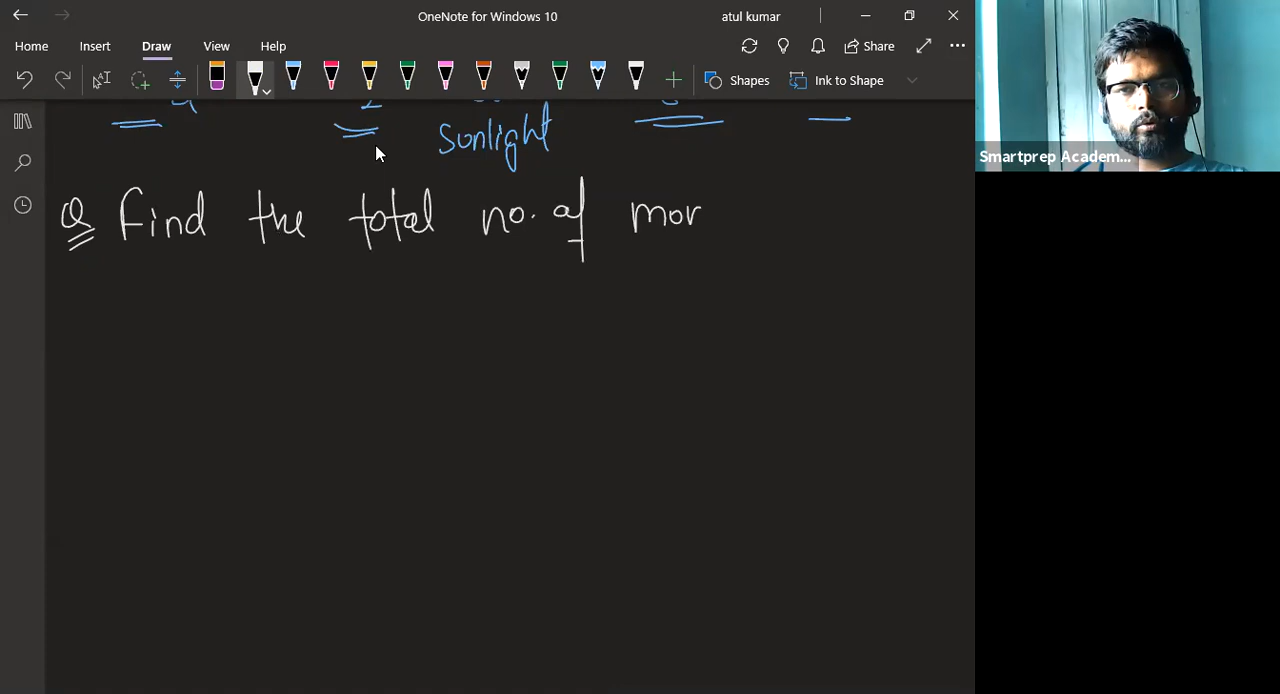 OneNote for Windows 10
atul kumar
Home Insert Draw View Help
Share
Shapes
Ink to Shape
sunlight
Smartprep Academ...
Q find the total no. of mor